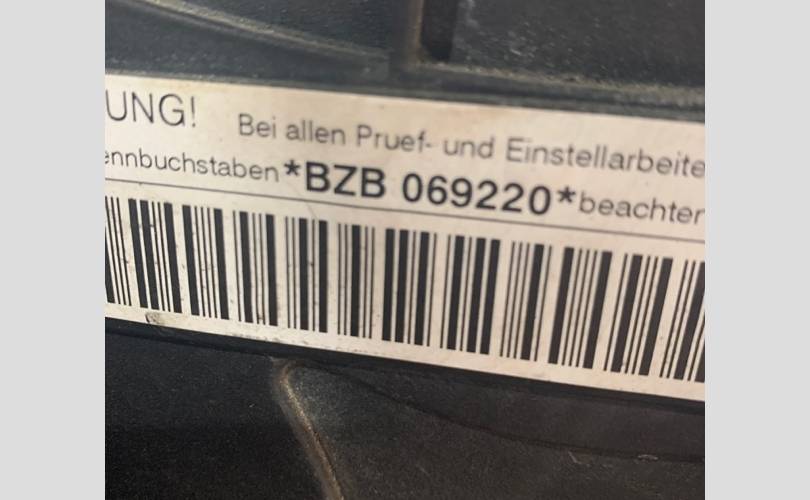 UNG! Bei allen Pruef- und Einstellarbeite
ennbuchstaben *BZB 069220* beachten